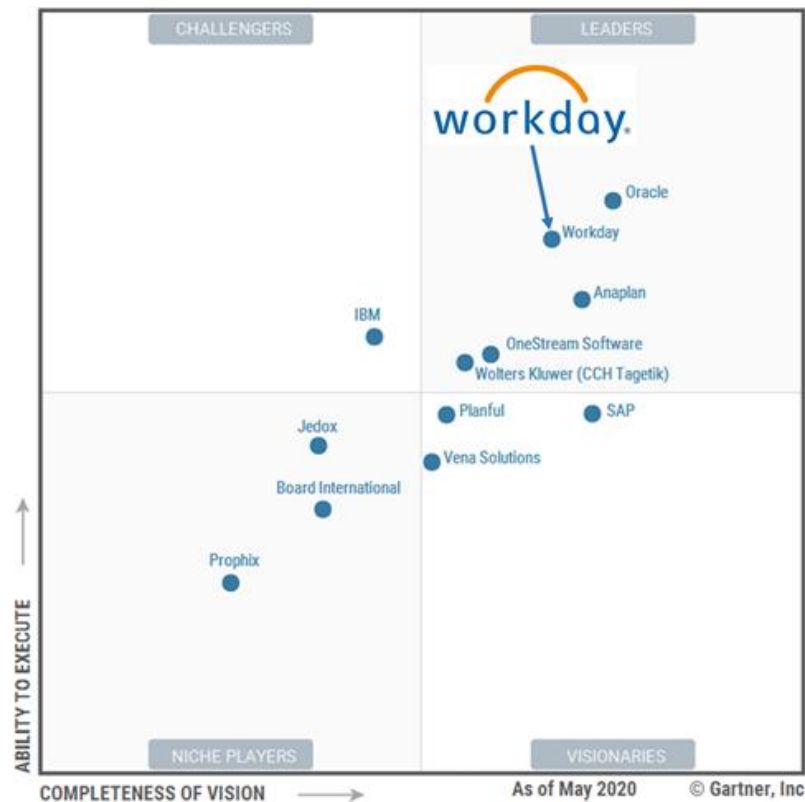 CHALLENGERS
LEADERS
workday®
Oracle
Workday
Anaplan
IBM
OneStream Software
Wolters Kluwer (CCH Tagetik)
Planful
SAP
Jedox
Vena Solutions
Board International
Prophix
ABILITY TO EXECUTE
NICHE PLAYERS
VISIONARIES
COMPLETENESS OF VISION
As of May 2020
© Gartner, Inc